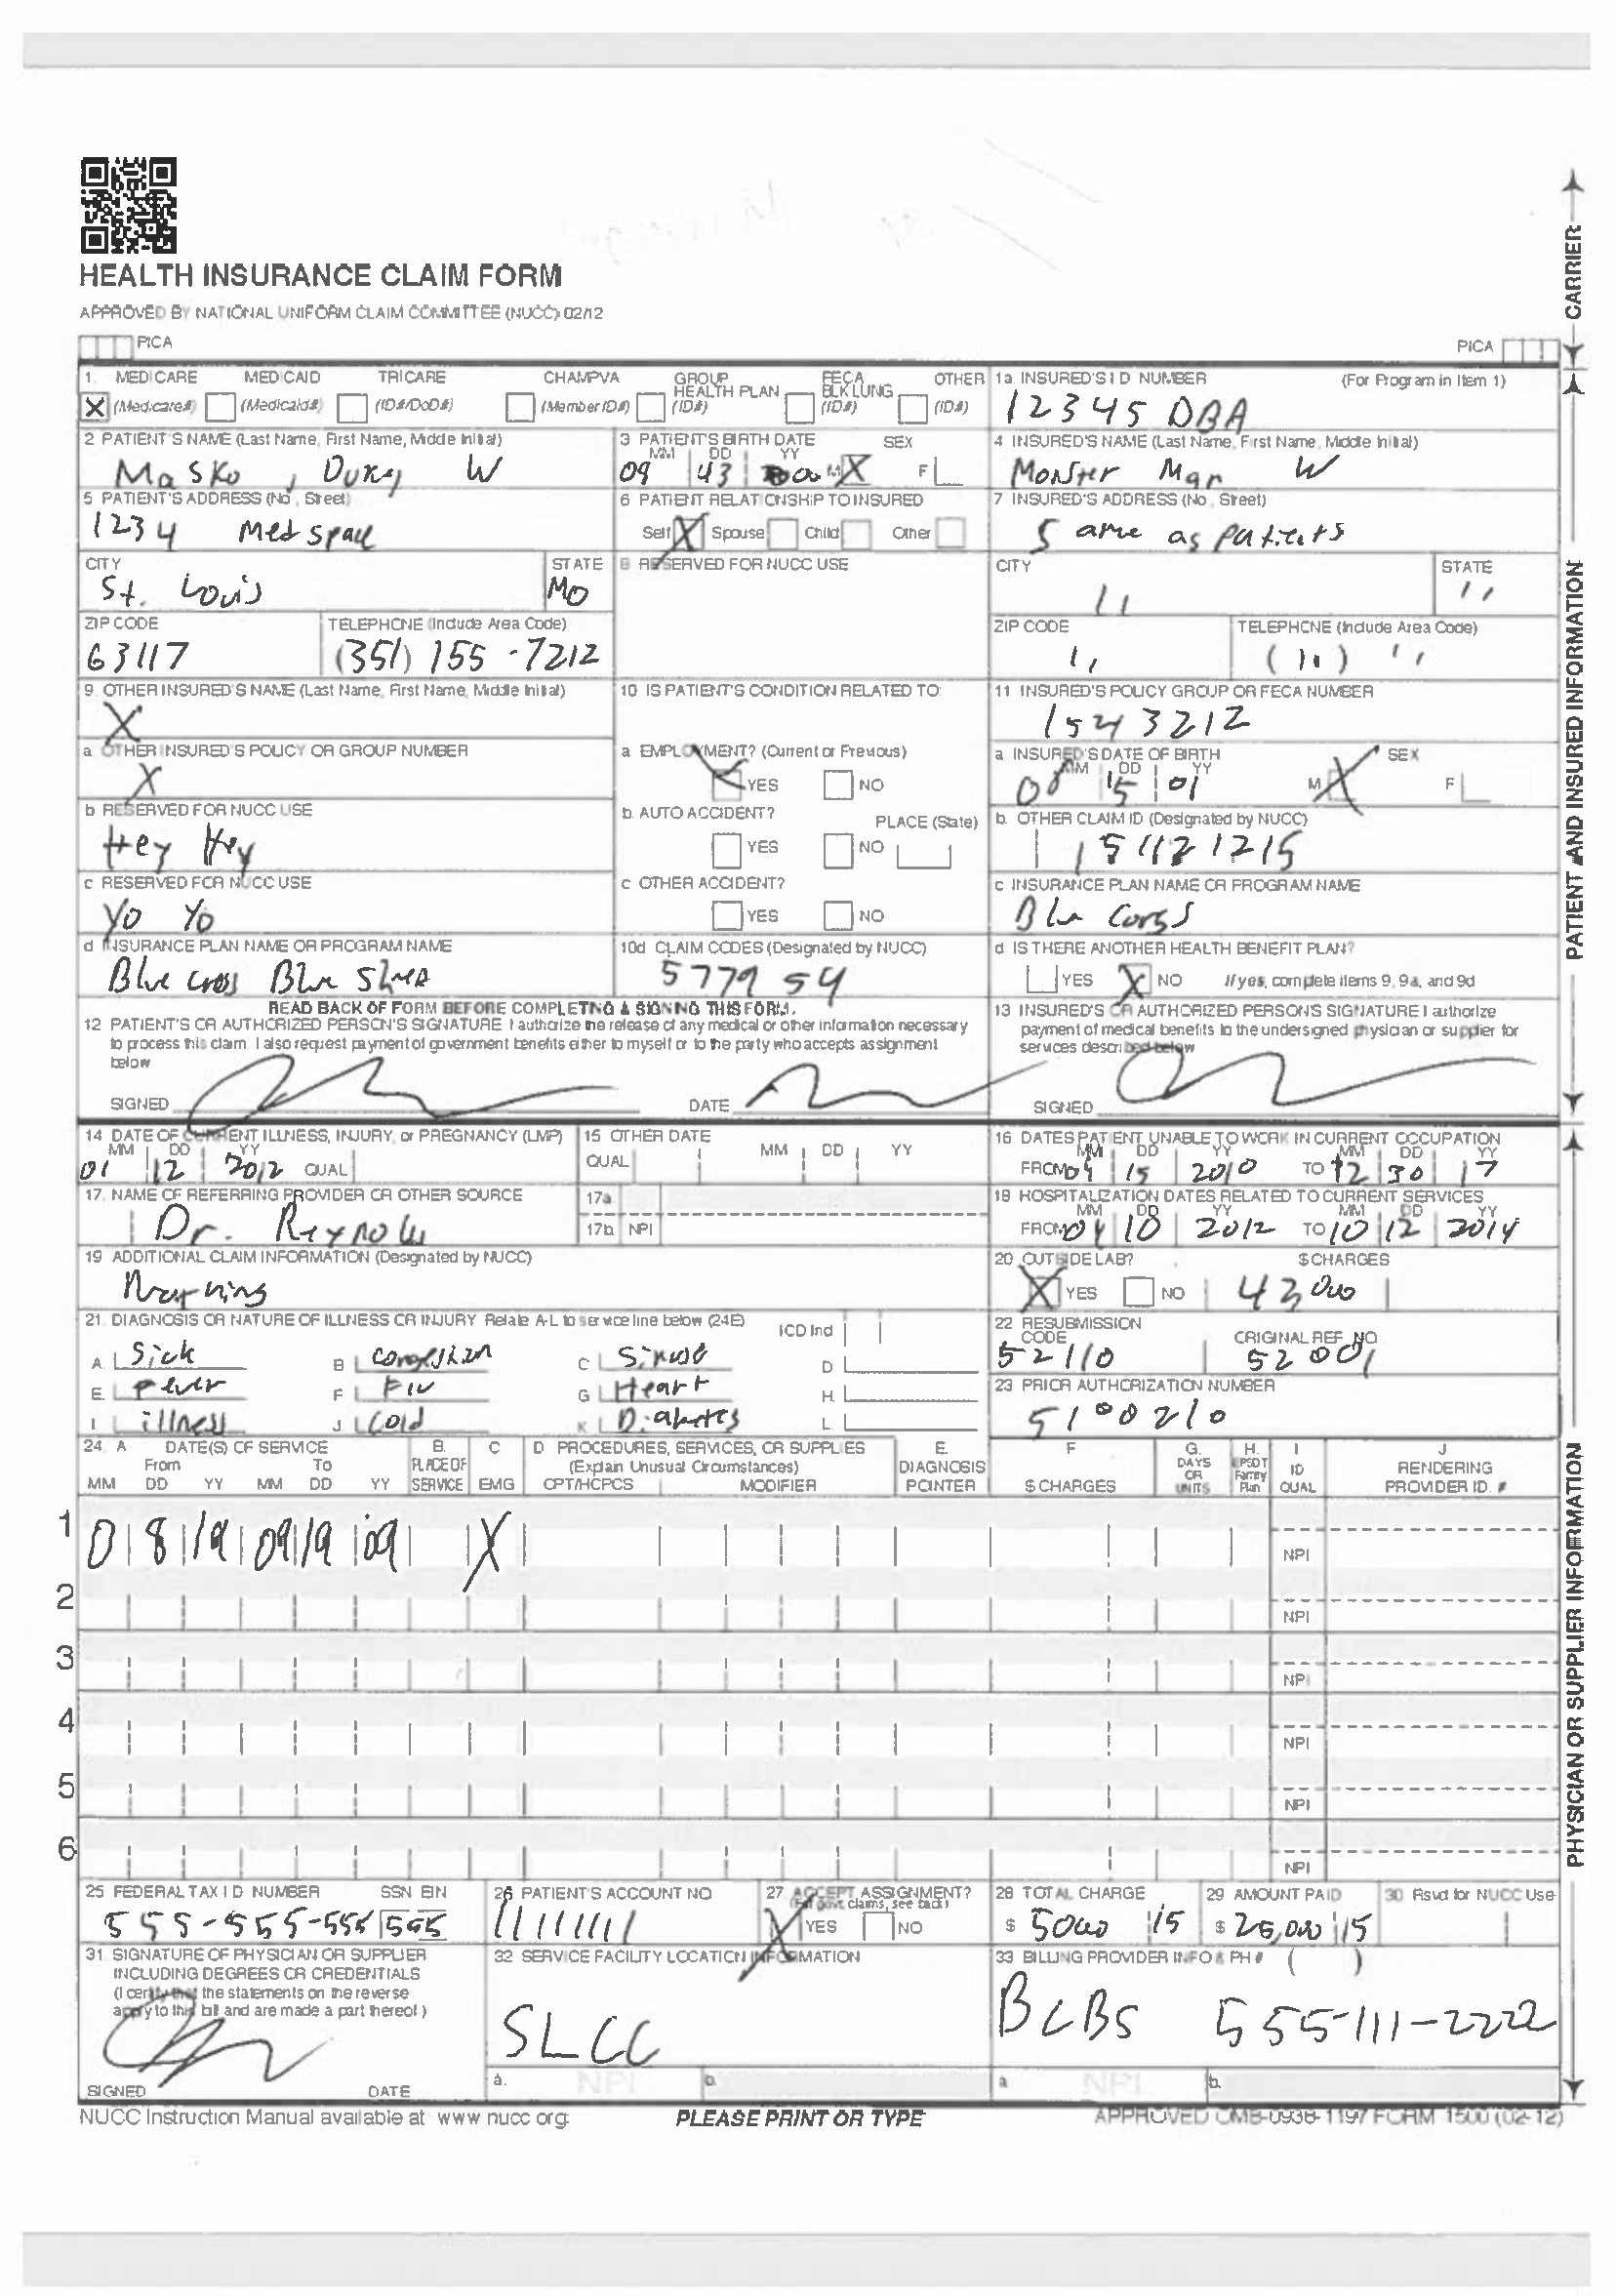 HEALTH INSURANCE CLAIM FORM
APPROVED BY NATIONAL UNIFORM CLAIM COMMITTEE (NUCC) 02/12
PICA PICA
CARRIER
1. MEDICARE MEDICAID TRICARE CHAMPVA GROUP HEALTH PLAN FECA BLK LUNG OTHER
X (Medicare#) (Medicaid#) (ID#/DoD#) (Member ID#) (ID#) (ID#) (ID#)
1a. INSURED'S I D NUMBER (For Program in Item 1)
12345 DBA
2 PATIENT'S NAME (Last Name, First Name, Middle Initial)
Masko, Duky W
3 PATIENT'S BIRTH DATE SEX
MM DD YY
09 43 M X F
4 INSURED'S NAME (Last Name, First Name, Middle Initial)
Monster Man W
5 PATIENT'S ADDRESS (No, Street)
1234 Med space
6 PATIENT RELATIONSHIP TO INSURED
Self X Spouse Child Other
7 INSURED'S ADDRESS (No, Street)
Same as patients
CITY STATE
St. Louis MO
8 RESERVED FOR NUCC USE
CITY STATE
'' ''
ZIP CODE TELEPHONE (Include Area Code)
63117 (351) 155-7212
ZIP CODE TELEPHONE (Include Area Code)
'' ('') ''
9 OTHER INSURED'S NAME (Last Name, First Name, Middle Initial)
X
10 IS PATIENT'S CONDITION RELATED TO:
11 INSURED'S POLICY GROUP OR FECA NUMBER
1543212
a OTHER INSURED'S POLICY OR GROUP NUMBER
X
a EMPLOYMENT? (Current or Previous)
X YES NO
a INSURED'S DATE OF BIRTH SEX
MM DD YY
08 15 01 M X F
b RESERVED FOR NUCC USE
Hey Hey
b AUTO ACCIDENT? PLACE (State)
YES NO
b. OTHER CLAIM ID (Designated by NUCC)
151121215
c RESERVED FOR NUCC USE
Yo Yo
c OTHER ACCIDENT?
YES NO
c INSURANCE PLAN NAME OR PROGRAM NAME
d INSURANCE PLAN NAME OR PROGRAM NAME
Blue cross Blue
10d CLAIM CODES (Designated by NUCC)
577954
d IS THERE ANOTHER HEALTH BENEFIT PLAN?
YES X NO If yes, complete items 9, 9a, and 9d
READ BACK OF FORM BEFORE COMPLETING & SIGNING THIS FORM.
12 PATIENT'S OR AUTHORIZED PERSON'S SIGNATURE I authorize the release of any medical or other information necessary
to process this claim. I also request payment of government benefits either to myself or to the party who accepts assignment
below
SIGNED DATE
13 INSURED'S OR AUTHORIZED PERSON'S SIGNATURE I authorize
payment of medical benefits to the undersigned physician or supplier for
services described below
SIGNED
PATIENT AND INSURED INFORMATION
14 DATE OF CURRENT ILLNESS, INJURY, or PREGNANCY (LMP)
MM DD YY
01 12 2012 QUAL
15 OTHER DATE
QUAL MM DD YY
16 DATES PATIENT UNABLE TO WORK IN CURRENT OCCUPATION
MM DD YY MM DD YY
FROM 04 15 2010 TO 12 30 17
17. NAME OF REFERRING PROVIDER OR OTHER SOURCE
Dr. Reynolds
17a
17b NPI
18 HOSPITALIZATION DATES RELATED TO CURRENT SERVICES
MM DD YY MM DD YY
FROM 04 10 2012 TO 10 12 2014
19 ADDITIONAL CLAIM INFORMATION (Designated by NUCC)
20 OUTSIDE LAB? $ CHARGES
X YES NO 43000
21. DIAGNOSIS OR NATURE OF ILLNESS OR INJURY Relate A-L to service line below (24E) ICD Ind
A. Sick B. congestion C. Sinus D.
E. Fever F. Flu G. Heart H.
I. illness J. Cold K. Diabetes L.
22 RESUBMISSION
CODE ORIGINAL REF. NO
52110 52001
23 PRIOR AUTHORIZATION NUMBER
5100210
24. A DATE(S) OF SERVICE B. C D PROCEDURES, SERVICES, OR SUPPLIES E. F G. H. I J
From To PLACE OF (Explain Unusual Circumstances) DIAGNOSIS DAYS OR EPSDT Family ID RENDERING
MM DD YY MM DD YY SERVICE EMG CPT/HCPCS MODIFIER POINTER $ CHARGES UNITS Plan QUAL PROVIDER ID. #
1 0 8 19 09 19 09 X NPI
2 NPI
3 NPI
4 NPI
5 NPI
6 NPI
25 FEDERAL TAX I D NUMBER SSN EIN
555-555-555 555
26 PATIENT'S ACCOUNT NO
11111111
27 ACCEPT ASSIGNMENT?
(For govt. claims, see back)
X YES NO
28 TOTAL CHARGE
$ 5000 15
29 AMOUNT PAID
$ 25,000 15
30 Rsvd for NUCC Use
31. SIGNATURE OF PHYSICIAN OR SUPPLIER
INCLUDING DEGREES OR CREDENTIALS
(I certify that the statements on the reverse
apply to this bill and are made a part thereof)
SIGNED DATE
32 SERVICE FACILITY LOCATION INFORMATION
SLCC
a. NPI b.
33 BILLING PROVIDER INFO & PH # ( )
BCBS 555-111-2222
a NPI b.
PHYSICIAN OR SUPPLIER INFORMATION
NUCC Instruction Manual available at www nucc org
PLEASE PRINT OR TYPE
APPROVED OMB-0938-1197 FORM 1500 (02-12)